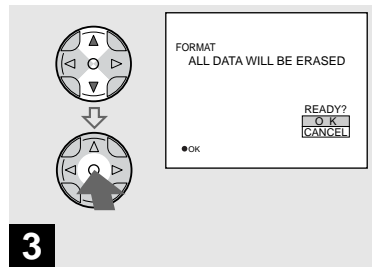 FORMAT
ALL DATA WILL BE ERASED
READY?
O K
CANCEL
●OK
3